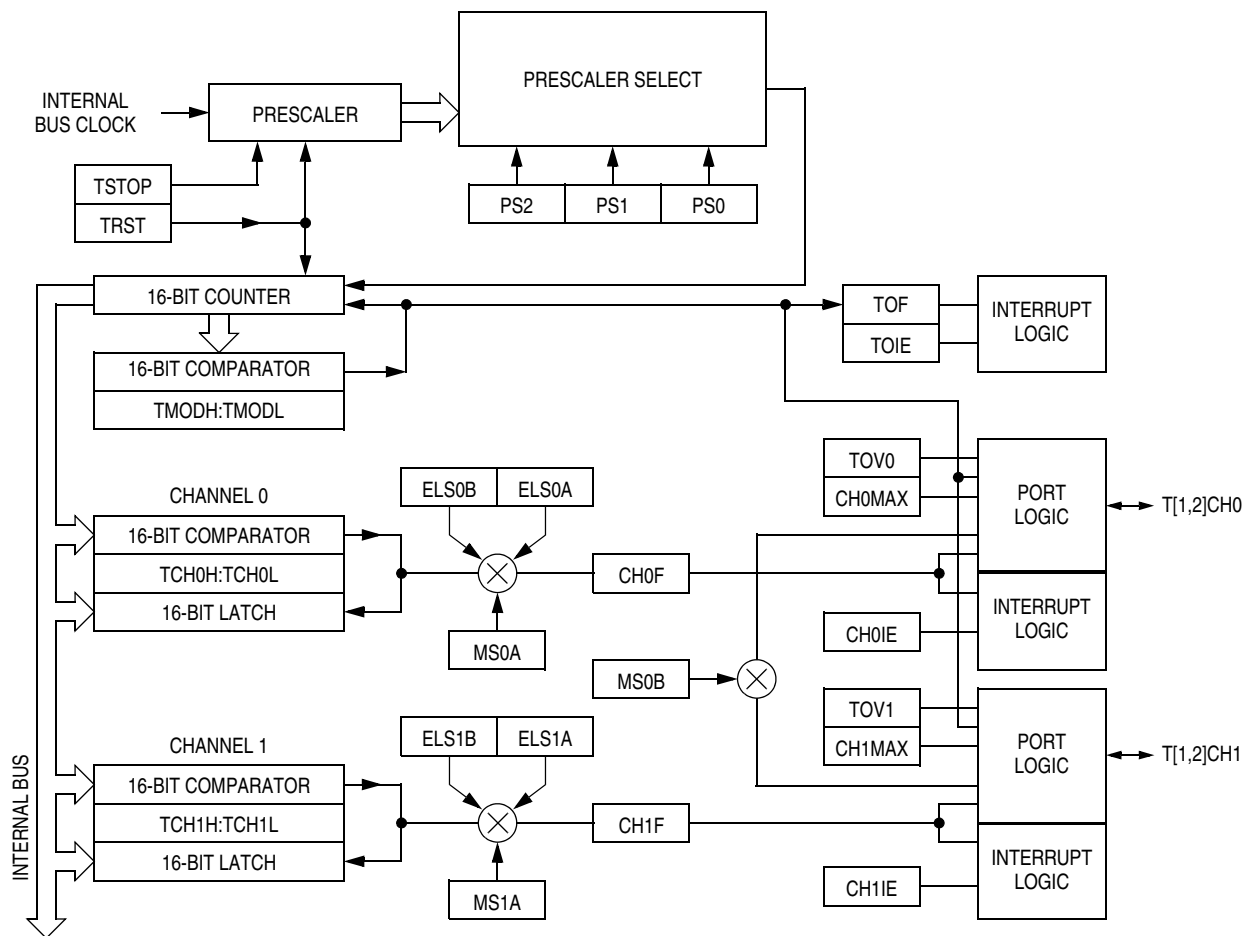 PRESCALER SELECT
INTERNAL
BUS CLOCK
PRESCALER
TSTOP
TRST
PS2
PS1
PS0
16-BIT COUNTER
TOF
TOIE
INTERRUPT
LOGIC
16-BIT COMPARATOR
TMODH:TMODL
CHANNEL 0
16-BIT COMPARATOR
TCH0H:TCH0L
16-BIT LATCH
ELS0B
ELS0A
MS0A
CH0F
TOV0
CH0MAX
PORT
LOGIC
T[1,2]CH0
CH0IE
INTERRUPT
LOGIC
MS0B
CHANNEL 1
16-BIT COMPARATOR
TCH1H:TCH1L
16-BIT LATCH
ELS1B
ELS1A
MS1A
CH1F
TOV1
CH1MAX
PORT
LOGIC
T[1,2]CH1
CH1IE
INTERRUPT
LOGIC
INTERNAL BUS